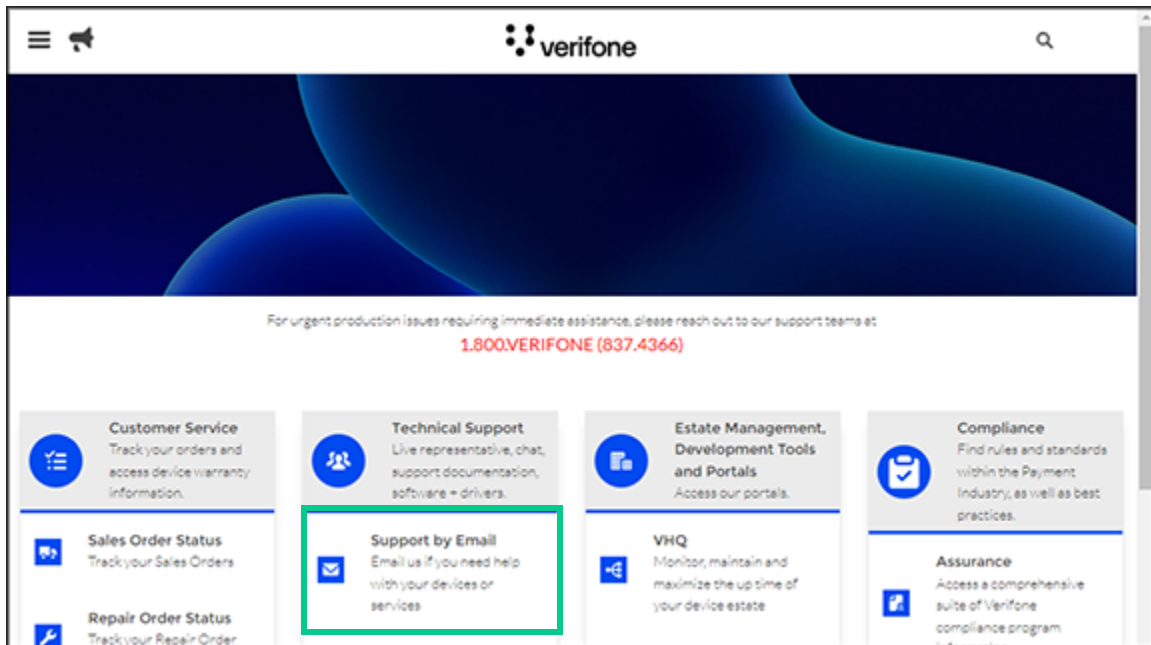 verifone
For urgent production issues requiring immediate assistance, please reach out to our support teams at
1.800.VERIFONE (837.4366)
Customer Service
Track your orders and
access device warranty
information.
Sales Order Status
Track your Sales Orders
Repair Order Status
Track your Repair Order
Technical Support
Live representative, chat,
support documentation,
software + drivers.
Support by Email
Email us if you need help
with your devices or
services
Estate Management,
Development Tools
and Portals
Access our portals.
VHQ
Monitor, maintain and
maximize the up time of
your device estate
Compliance
Find rules and standards
within the Payment
Industry, as well as best
practices.
Assurance
Access a comprehensive
suite of Verifone
compliance program